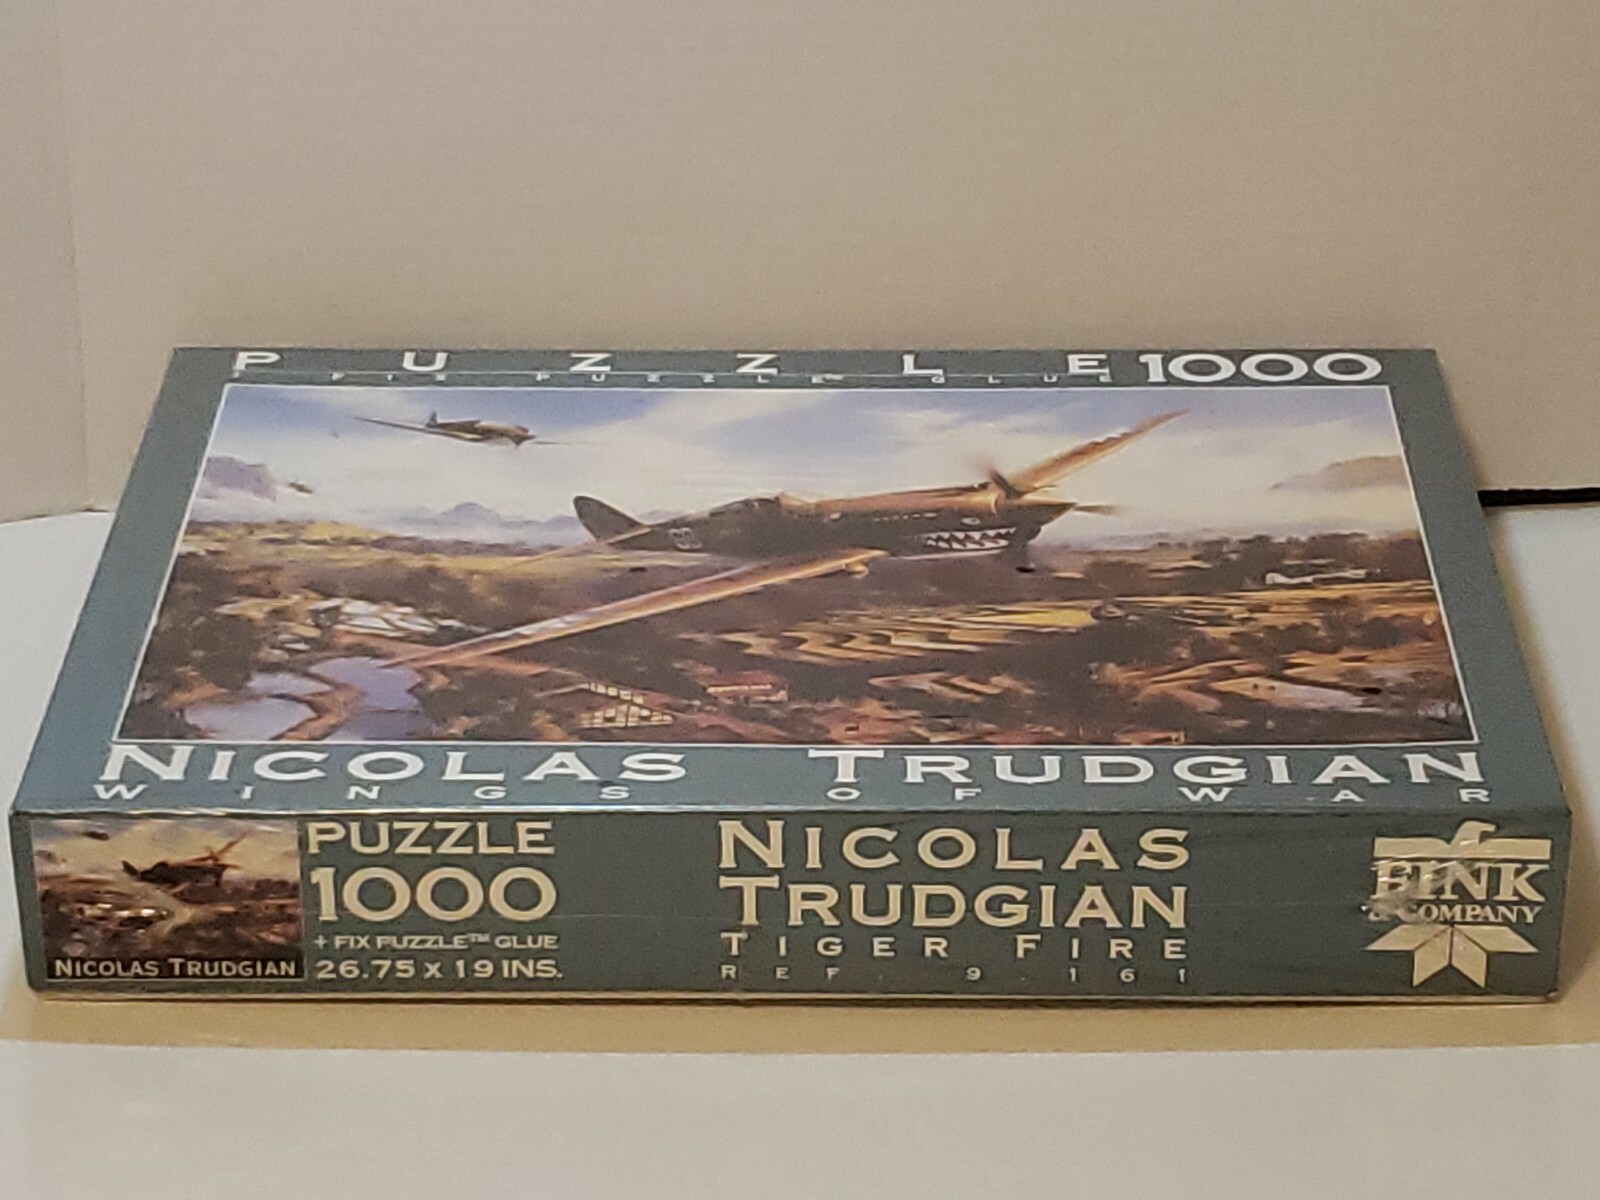 PUZZLE 1000
+ FIX PUZZLE™ GLUE
NICOLAS TRUDGIAN
WINGS OF WAR
NICOLAS TRUDGIAN
PUZZLE
1000
+ FIX PUZZLE™ GLUE
26.75 x 19 INS.
NICOLAS
TRUDGIAN
TIGER FIRE
REF. 9.161
FINK
& COMPANY